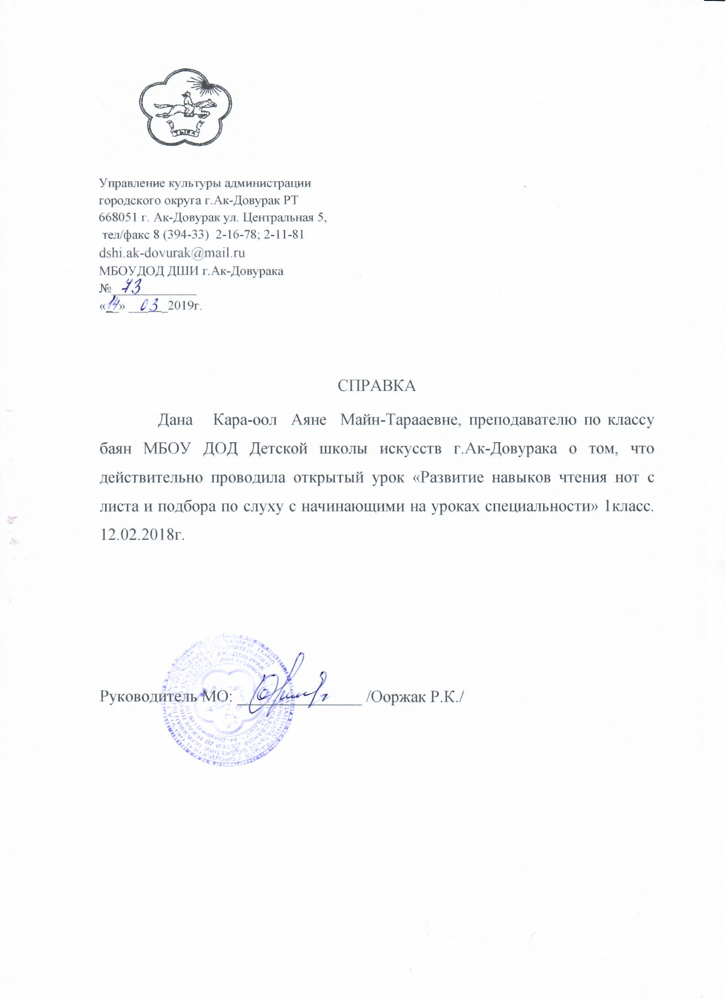 Управление культуры администрации
городского округа г.Ак-Довурак РТ
668051 г. Ак-Довурак ул. Центральная 5,
тел/факс 8 (394-33)  2-16-78; 2-11-81
dshi.ak-dovurak@mail.ru
МБОУДОД ДШИ г.Ак-Довурака
№ 73
«14» 03 2019г.
СПРАВКА
Дана Кара-оол Аяне Майн-Тарааевне, преподавателю по классу
баян МБОУ ДОД Детской школы искусств г.Ак-Довурака о том, что
действительно проводила открытый урок «Развитие навыков чтения нот с
листа и подбора по слуху с начинающими на уроках специальности» 1класс.
12.02.2018г.
Руководитель МО: /Ооржак Р.К./